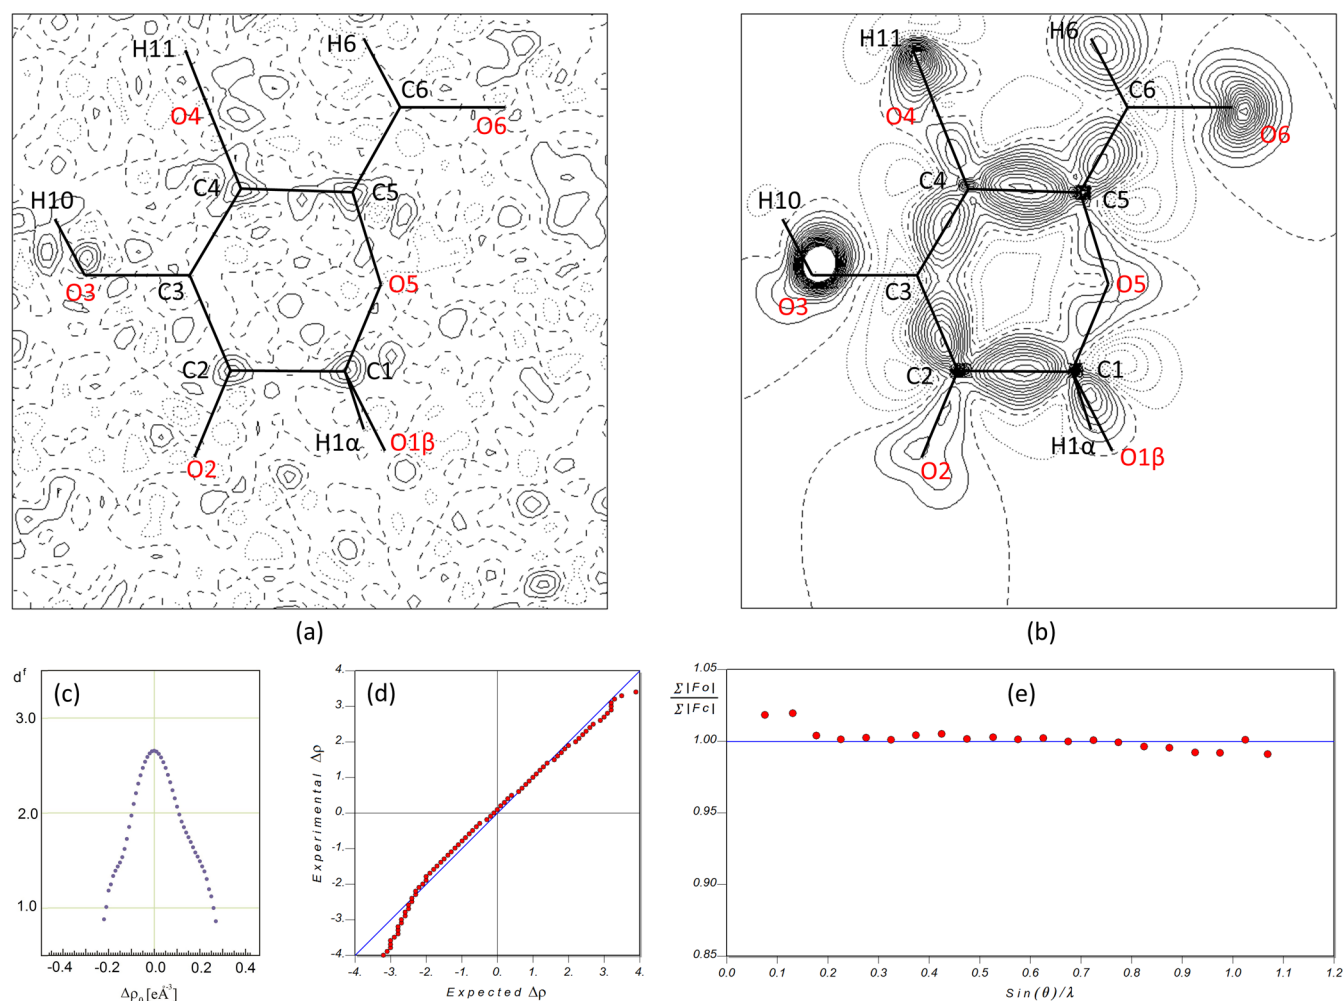 H11
H6
C6
O4
O6
C4
C5
H10
O3
C3
O5
C2
C1
H1α
O1β
O2
(a)
H11
H6
C6
O4
O6
C4
C5
H10
O3
C3
O5
C2
C1
H1α
O1β
O2
(b)
(c)
dᶠ
3.0
2.0
1.0
-0.4
0.0
0.2
0.4
Δρ₀ [eÅ⁻³]
(d)
4.
3.
2.
1.
0.
-1.
-2.
-3.
-4.
Experimental Δρ
-4.
-3.
-2.
-1.
0.
1.
2.
3.
4.
Expected Δρ
(e)
Σ|Fo|
Σ|Fc|
1.05
1.00
0.95
0.90
0.85
0.0 0.1 0.2 0.3 0.4 0.5 0.6 0.7 0.8 0.9 1.0 1.1 1.2
Sin(θ)/λ